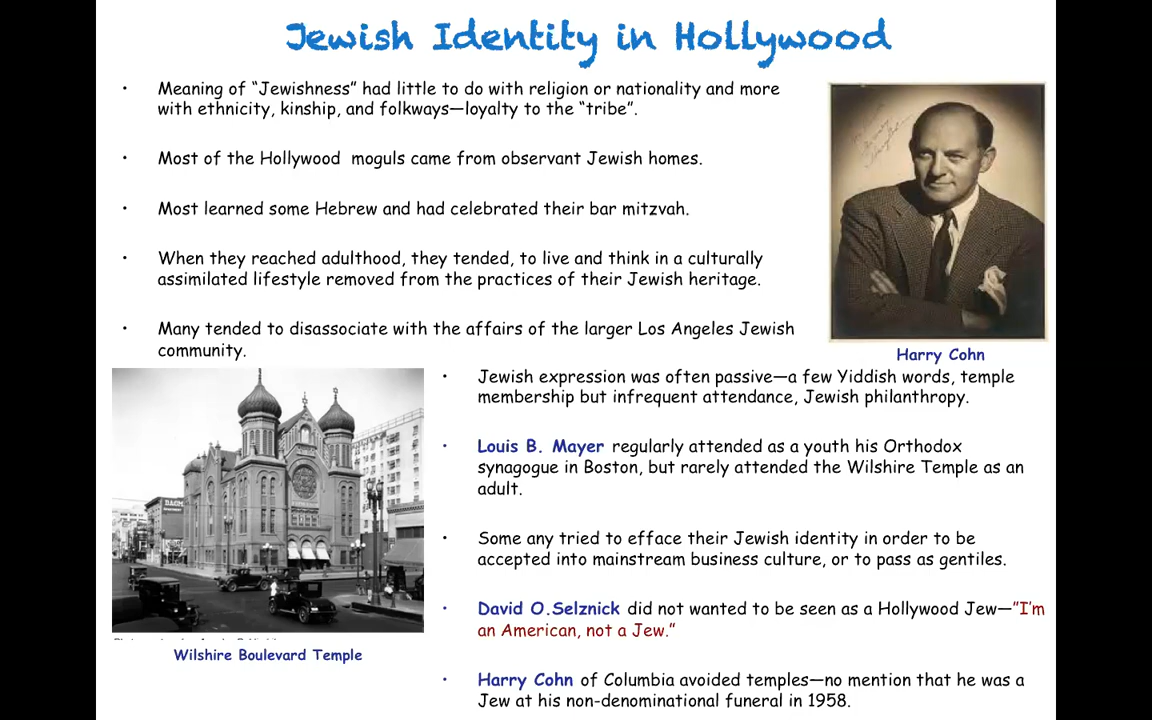 Jewish Identity in Hollywood
• Meaning of “Jewishness” had little to do with religion or nationality and more
with ethnicity, kinship, and folkways—loyalty to the “tribe”.
• Most of the Hollywood moguls came from observant Jewish homes.
• Most learned some Hebrew and had celebrated their bar mitzvah.
• When they reached adulthood, they tended, to live and think in a culturally
assimilated lifestyle removed from the practices of their Jewish heritage.
• Many tended to disassociate with the affairs of the larger Los Angeles Jewish
community.
Harry Cohn
• Jewish expression was often passive—a few Yiddish words, temple
membership but infrequent attendance, Jewish philanthropy.
• Louis B. Mayer regularly attended as a youth his Orthodox
synagogue in Boston, but rarely attended the Wilshire Temple as an
adult.
• Some any tried to efface their Jewish identity in order to be
accepted into mainstream business culture, or to pass as gentiles.
• David O.Selznick did not wanted to be seen as a Hollywood Jew—”I’m
an American, not a Jew.”
Wilshire Boulevard Temple
• Harry Cohn of Columbia avoided temples—no mention that he was a
Jew at his non-denominational funeral in 1958.